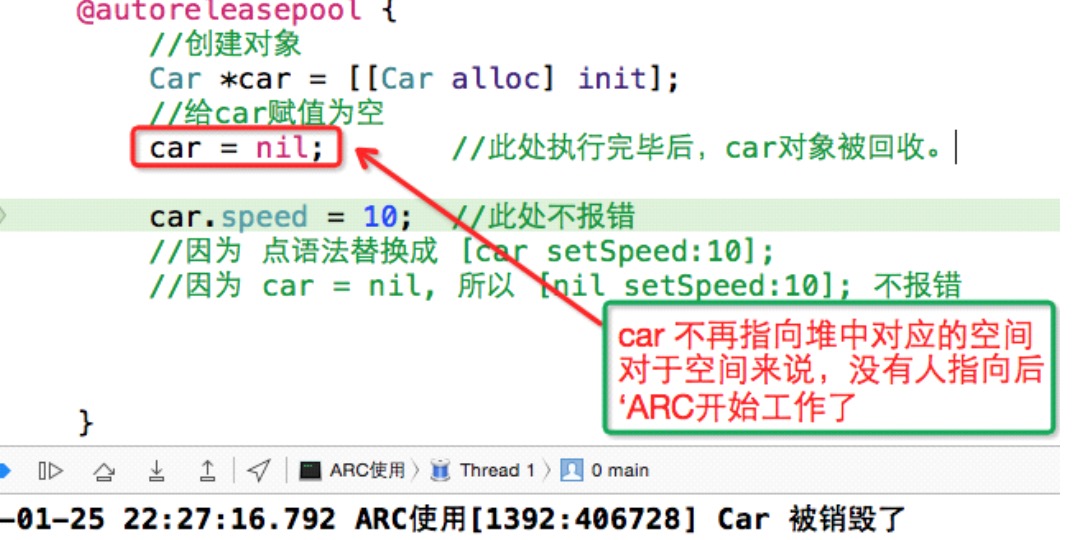 @autoreleasepool {
//创建对象
Car *car = [[Car alloc] init];
//给car赋值为空
car = nil; //此处执行完毕后，car对象被回收。
car.speed = 10; //此处不报错
//因为 点语法替换成 [car setSpeed:10];
//因为 car = nil, 所以 [nil setSpeed:10]; 不报错
car 不再指向堆中对应的空间
对于空间来说，没有人指向后
‘ARC开始工作了
}
ARC使用 〉 Thread 1 〉 0 main
-01-25 22:27:16.792 ARC使用[1392:406728] Car 被销毁了